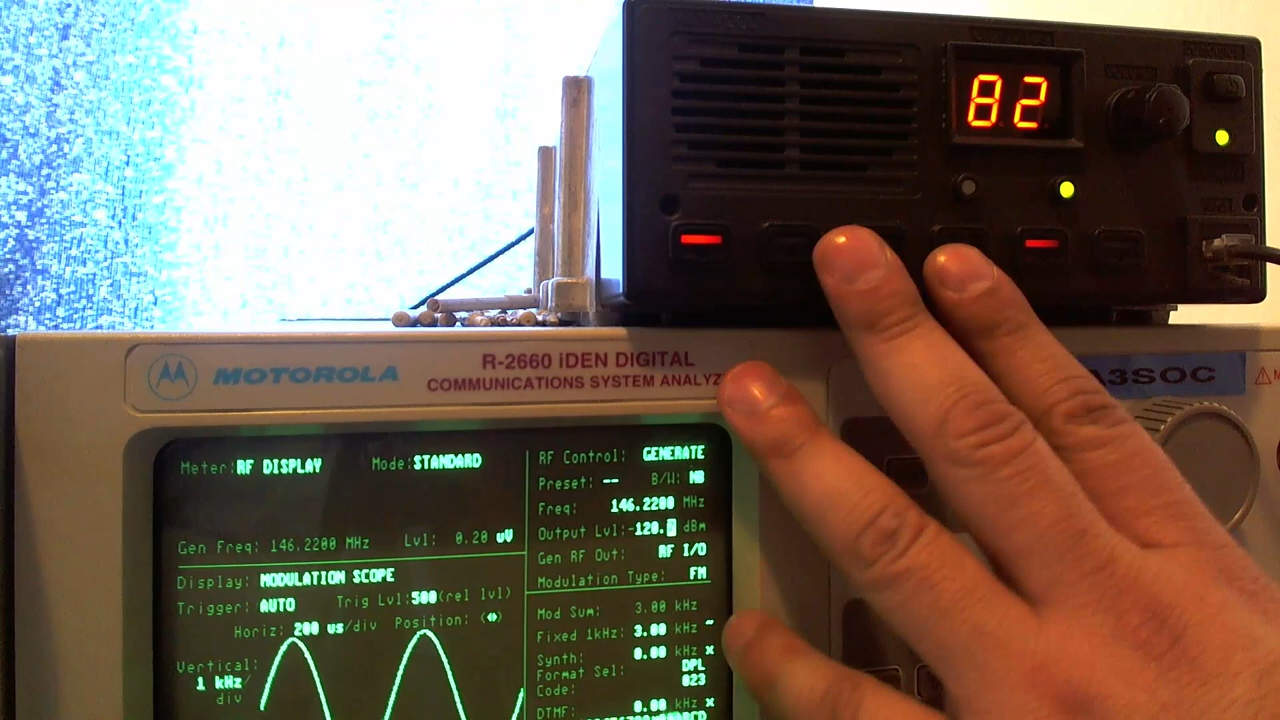 82
MOTOROLA
R-2660 iDEN DIGITAL
COMMUNICATIONS SYSTEM ANALYZ
A3SOC
Meter:RF DISPLAY Mode:STANDARD
Gen Freq: 146.2200 MHz Lvl: 0.20 uV
Display: MODULATION SCOPE
Trigger: AUTO Trig Lvl:500(rel lvl)
Horiz: 200 us/div Position: (↔)
Vertical:
1 kHz/
div
RF Control: GENERATE
Preset: -- B/W: NB
Freq: 146.2200 MHz
Output Lvl:-120. dBm
Gen RF Out: RF I/O
Modulation Type: FM
Mod Sum: 3.00 kHz
Fixed 1kHz: 3.00 kHz ~
Synth: 0.00 kHz x
Format Sel: DPL
Code: 023
DTMF: 0.00 kHz x